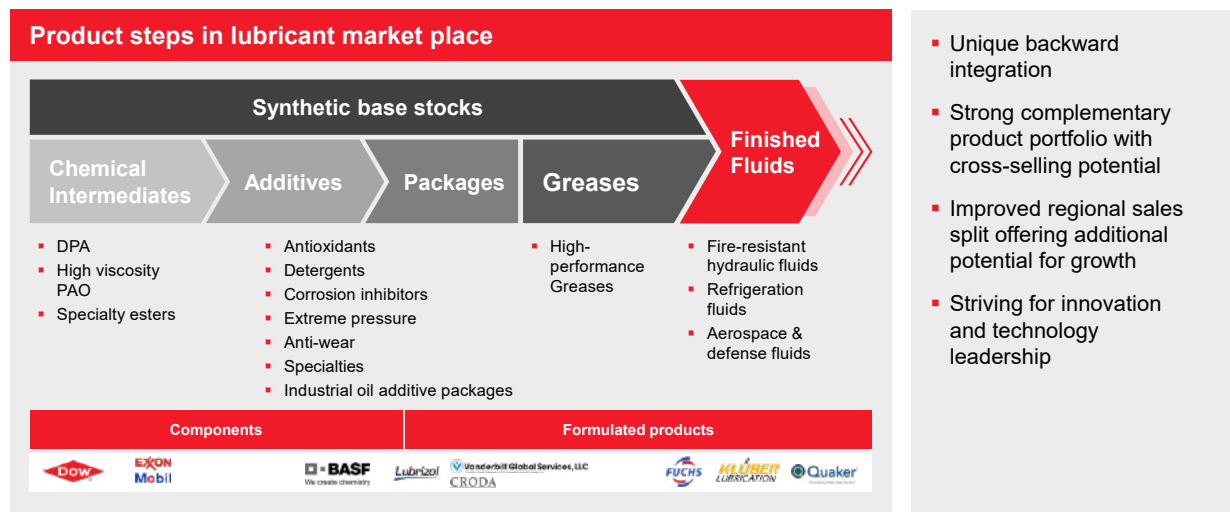 Product steps in lubricant market place
Synthetic base stocks
Chemical
Intermediates
Additives
Packages
Greases
Finished
Fluids
▪ DPA
▪ High viscosity
PAO
▪ Specialty esters
▪ Antioxidants
▪ Detergents
▪ Corrosion inhibitors
▪ Extreme pressure
▪ Anti-wear
▪ Specialties
▪ Industrial oil additive packages
▪ High-
performance
Greases
▪ Fire-resistant
hydraulic fluids
▪ Refrigeration
fluids
▪ Aerospace &
defense fluids
Components
Formulated products
Dow
EXXON
Mobil
BASF
We create chemistry
Lubrizol
Vanderbilt Global Services, LLC
CRODA
FUCHS
KLÜBER
LUBRICATION
Quaker
▪ Unique backward
integration
▪ Strong complementary
product portfolio with
cross-selling potential
▪ Improved regional sales
split offering additional
potential for growth
▪ Striving for innovation
and technology
leadership